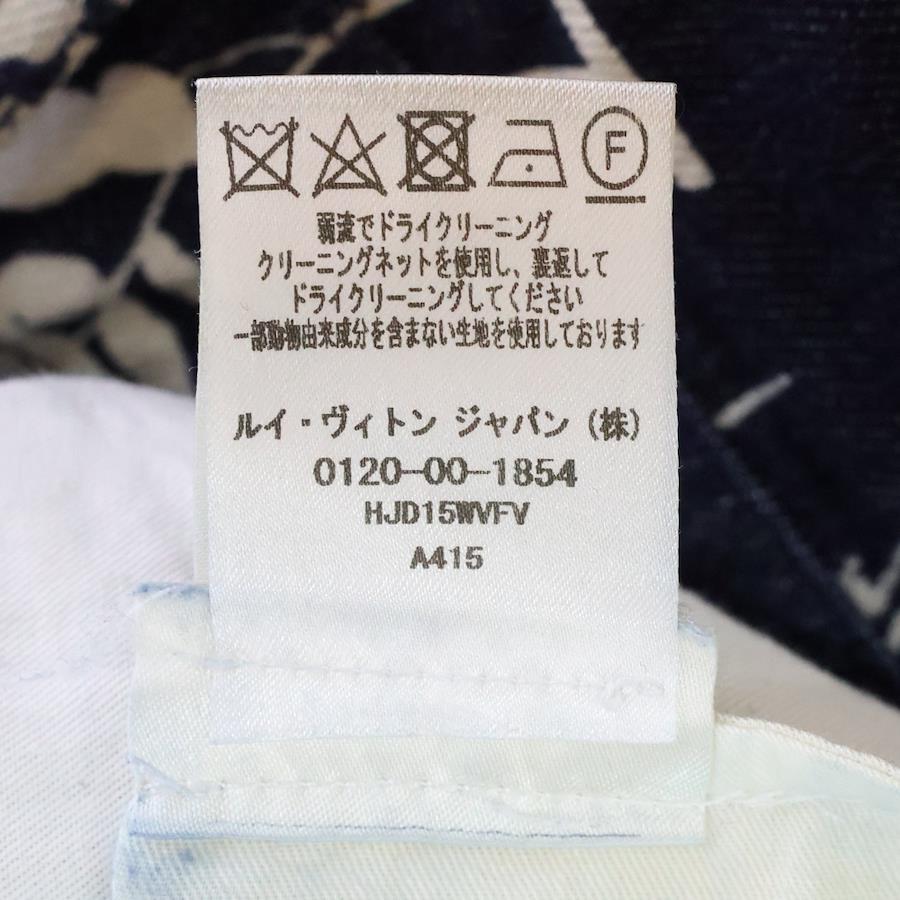 F
弱流でドライクリーニング
クリーニングネットを使用し、裏返して
ドライクリーニングしてください
一部動物由来成分を含まない生地を使用しております
ルイ・ヴィトン ジャパン (株)
0120-00-1854
HJD15WVFV
A415